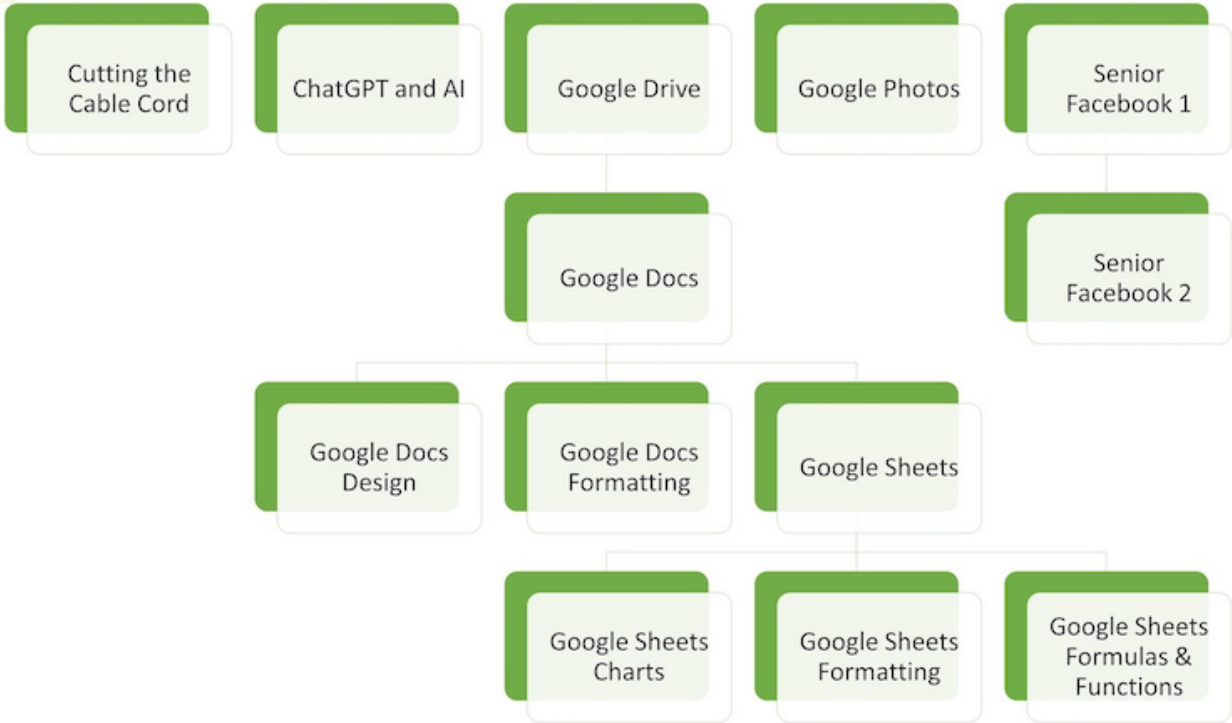 Cutting the
Cable Cord
ChatGPT and AI
Google Drive
Google Photos
Senior
Facebook 1
Google Docs
Senior
Facebook 2
Google Docs
Design
Google Docs
Formatting
Google Sheets
Google Sheets
Charts
Google Sheets
Formatting
Google Sheets
Formulas &
Functions